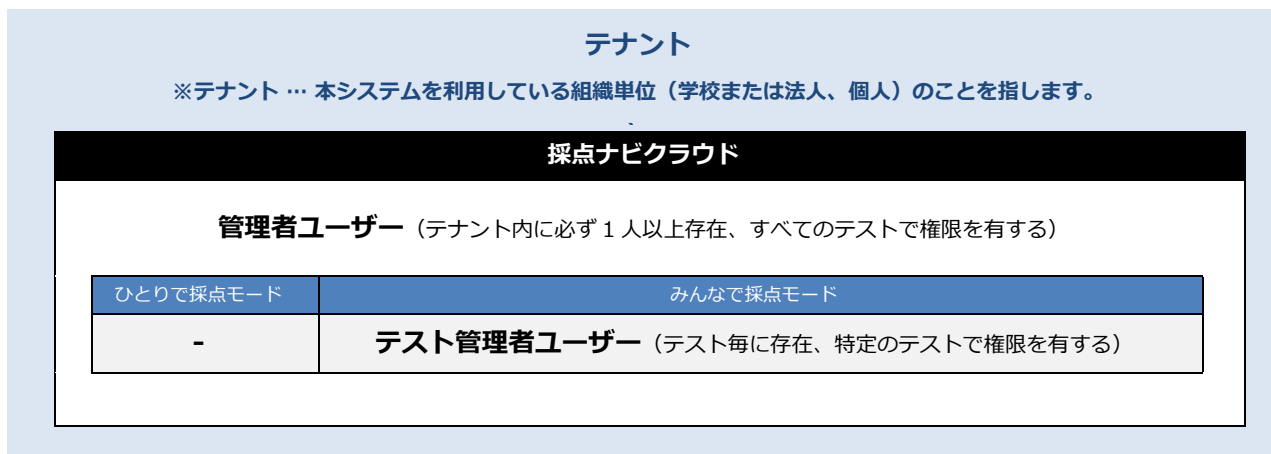 テナント
※テナント … 本システムを利用している組織単位（学校または法人、個人）のことを指します。
、
採点ナビクラウド
管理者ユーザー（テナント内に必ず 1 人以上存在、すべてのテストで権限を有する）
ひとりで採点モード
みんなで採点モード
-
テスト管理者ユーザー（テスト毎に存在、特定のテストで権限を有する）